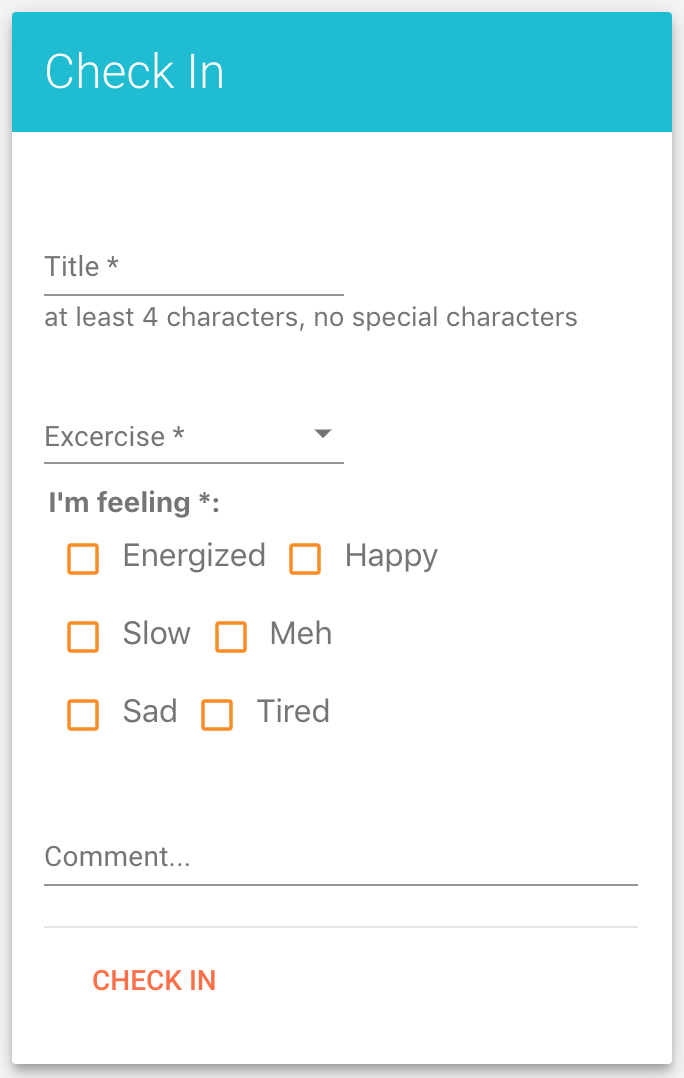 Check In
Title *
at least 4 characters, no special characters
Excercise *
I'm feeling *:
Energized Happy
Slow Meh
Sad Tired
Comment...
CHECK IN